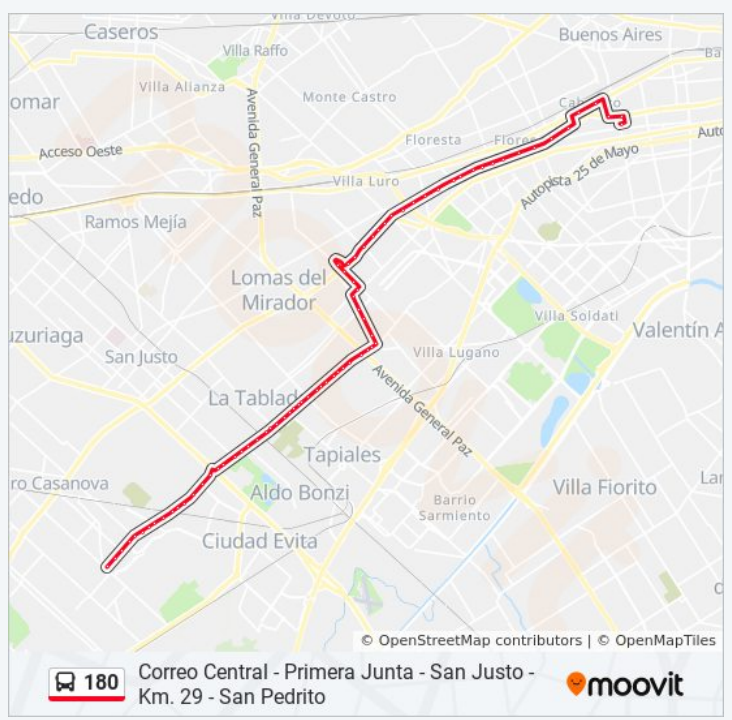 Villa Devoto
Caseros
Buenos Aires
Villa Raffo
Ba
Villa Alianza
Monte Castro
omar
Avenida General Paz
Floresta
Flores
Auto
Acceso Oeste
Autopista 25 de Mayo
Villa Luro
edo
Ramos Mejía
Lomas del
Mirador
Villa Soldati
uzuriaga
Valentín A
San Justo
Villa Lugano
Avenida General Paz
La Tablad
Tapiales
ro Casanova
Aldo Bonzi
Villa Fiorito
Lar
Barrio
Sarmiento
Ciudad Evita
© OpenStreetMap contributors | © OpenMapTiles
180
Correo Central - Primera Junta - San Justo -
Km. 29 - San Pedrito
moovit